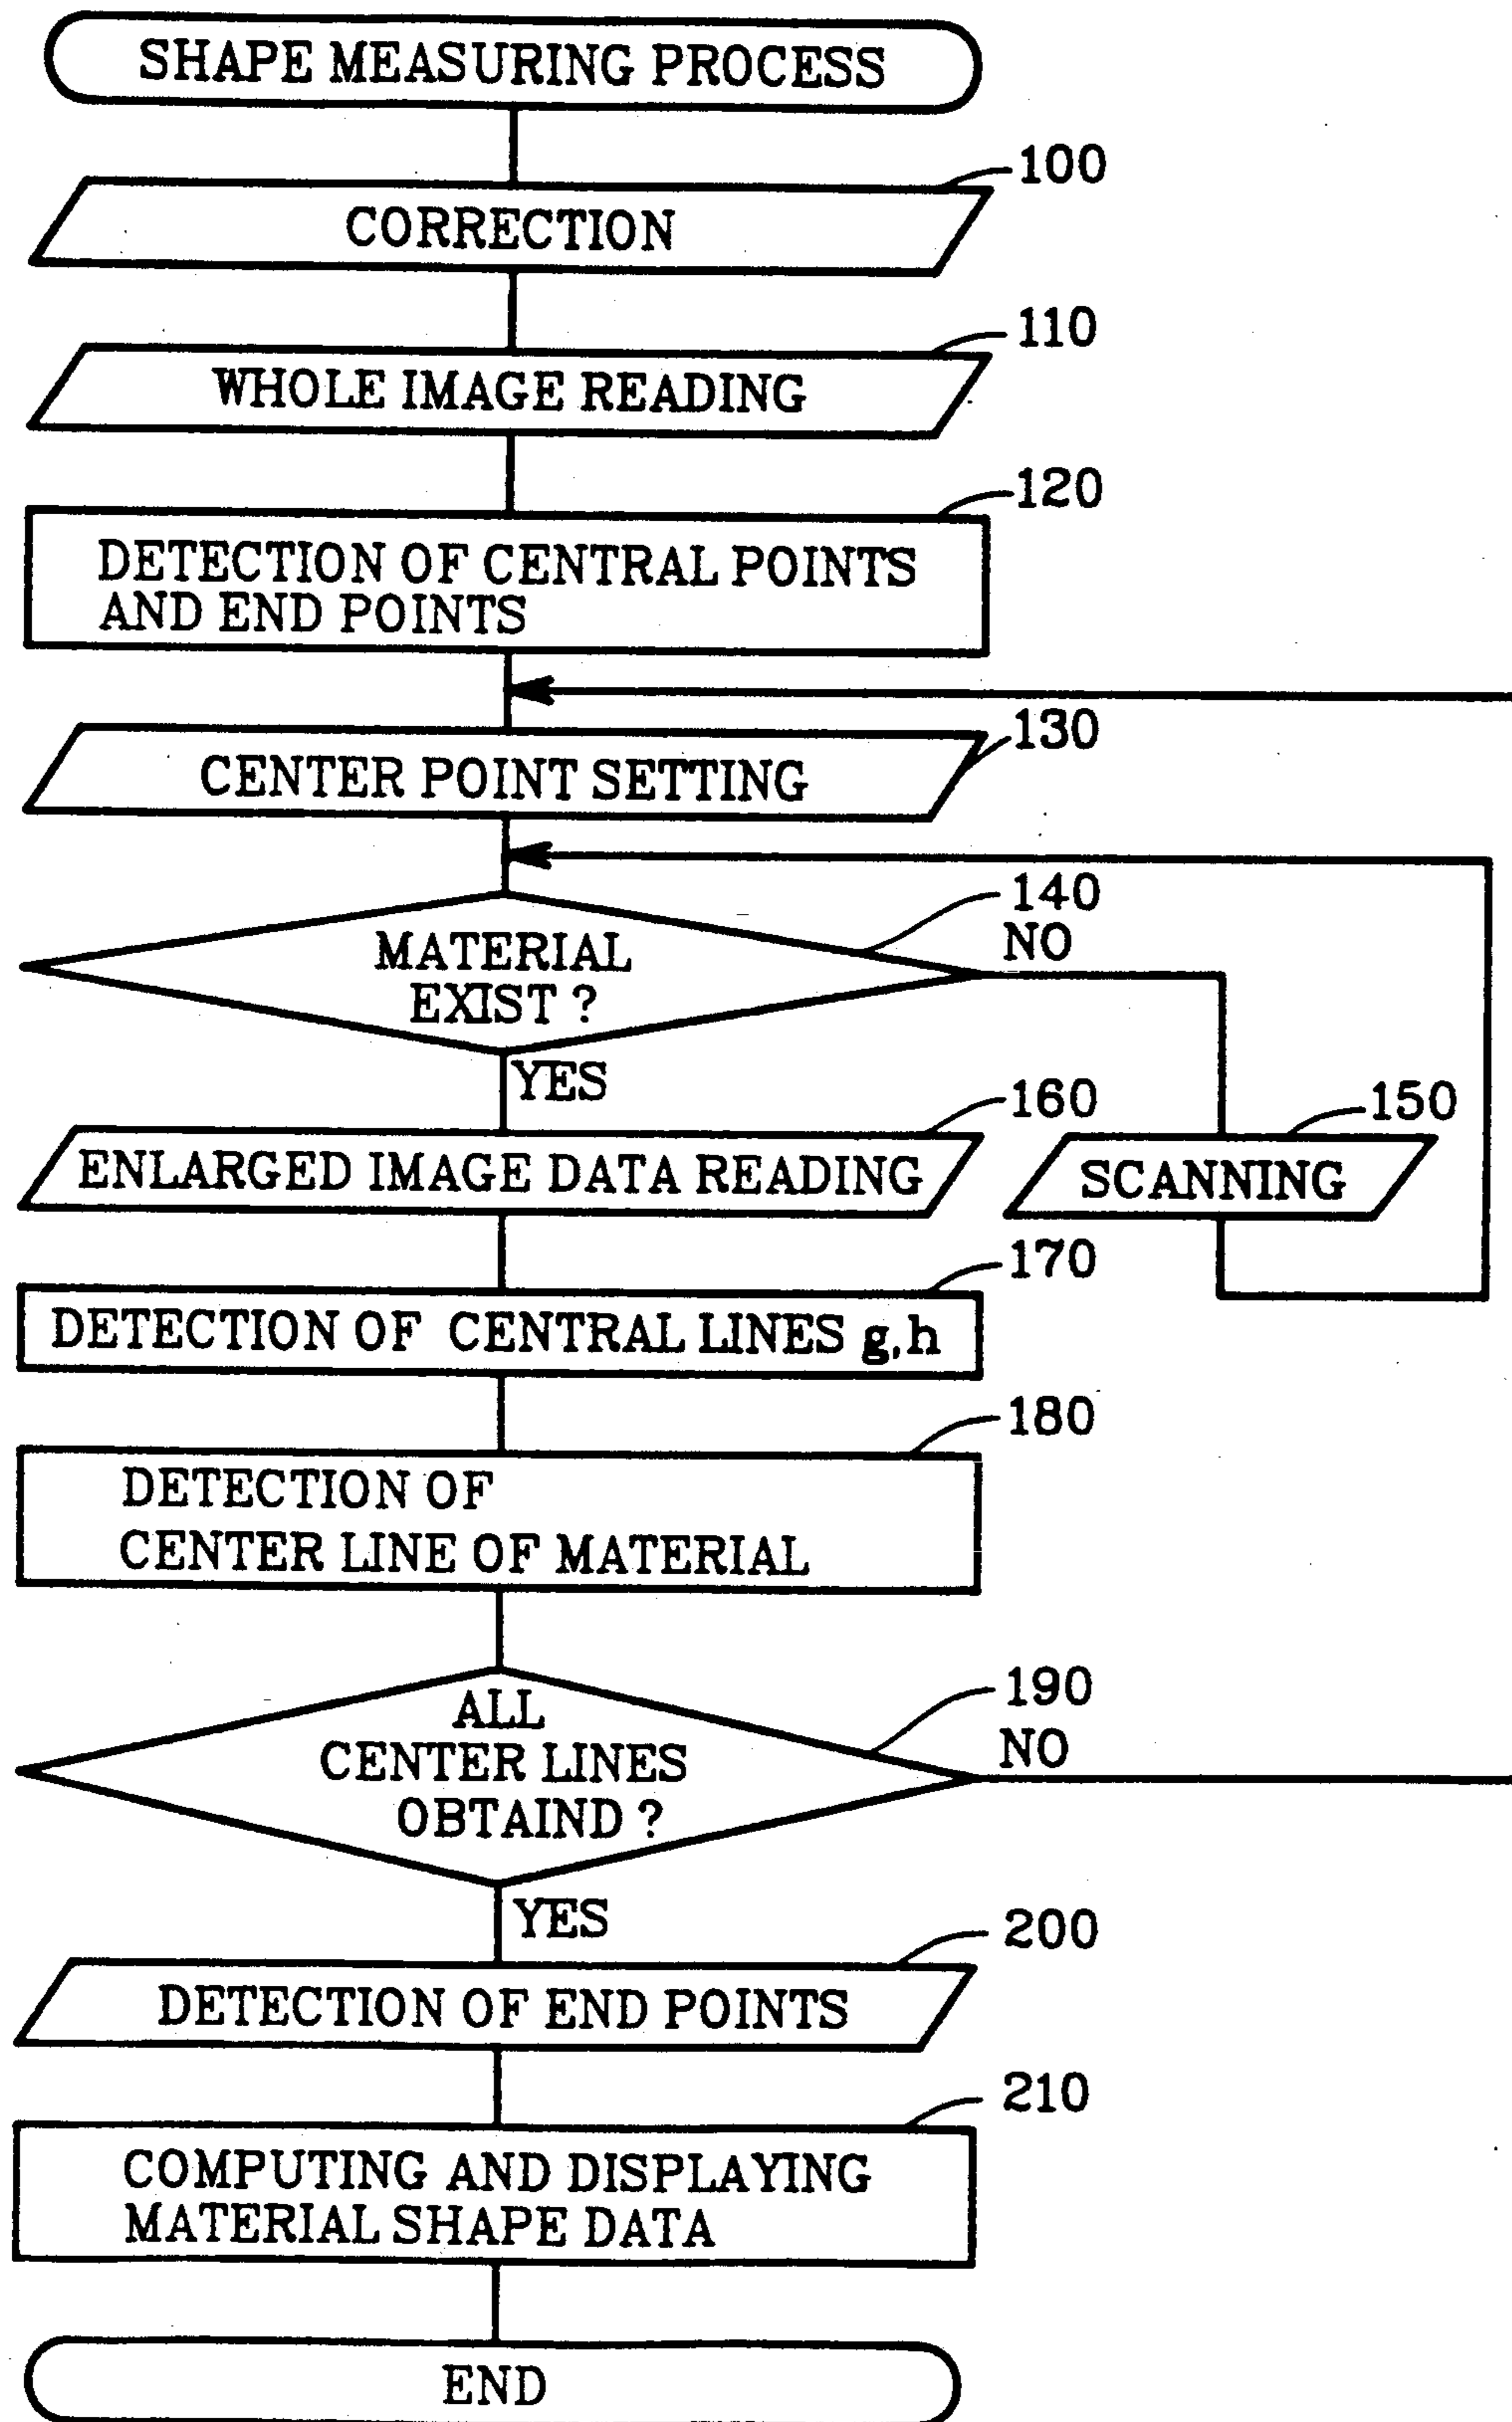 SHAPE MEASURING PROCESS
100
CORRECTION
110
WHOLE IMAGE READING
120
DETECTION OF CENTRAL POINTS
AND END POINTS
130
CENTER POINT SETTING
140
NO
MATERIAL
EXIST ?
YES
160
150
ENLARGED IMAGE DATA READING
SCANNING
170
DETECTION OF CENTRAL LINES g,h
180
DETECTION OF
CENTER LINE OF MATERIAL
190
NO
ALL
CENTER LINES
OBTAIND ?
YES
200
DETECTION OF END POINTS
210
COMPUTING AND DISPLAYING
MATERIAL SHAPE DATA
END